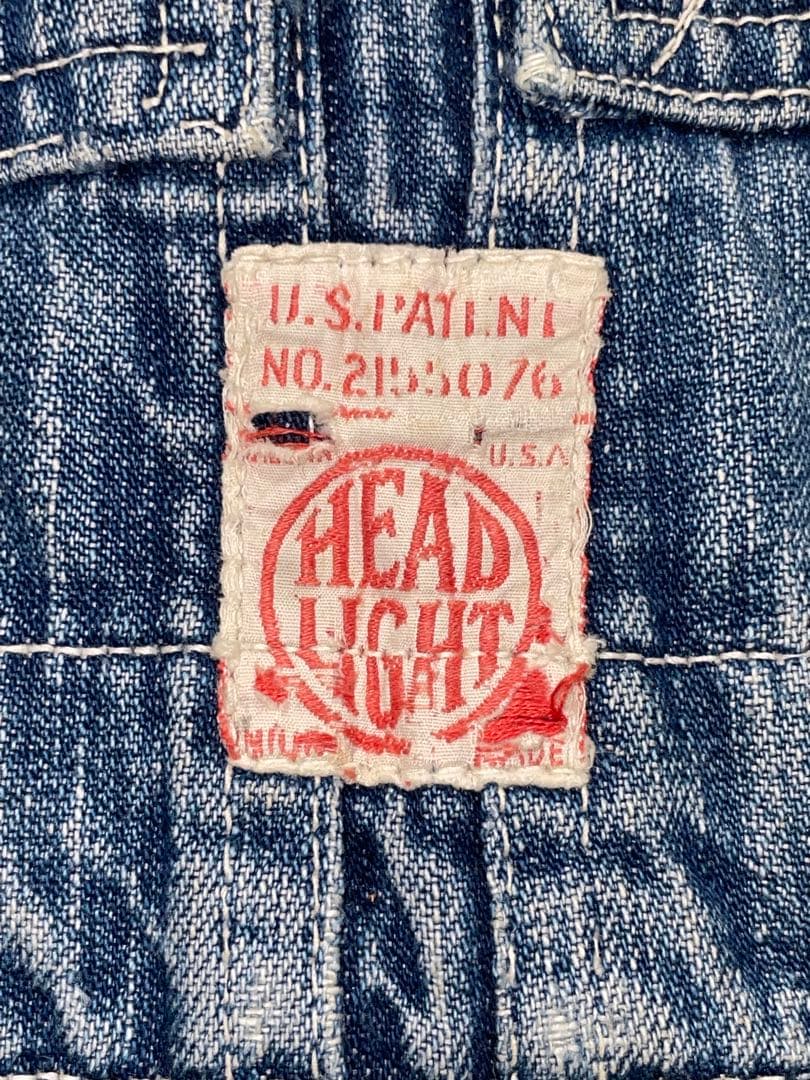 U.S. PATENT
NO. 2155076
U.S.A
HEAD
LIGHT